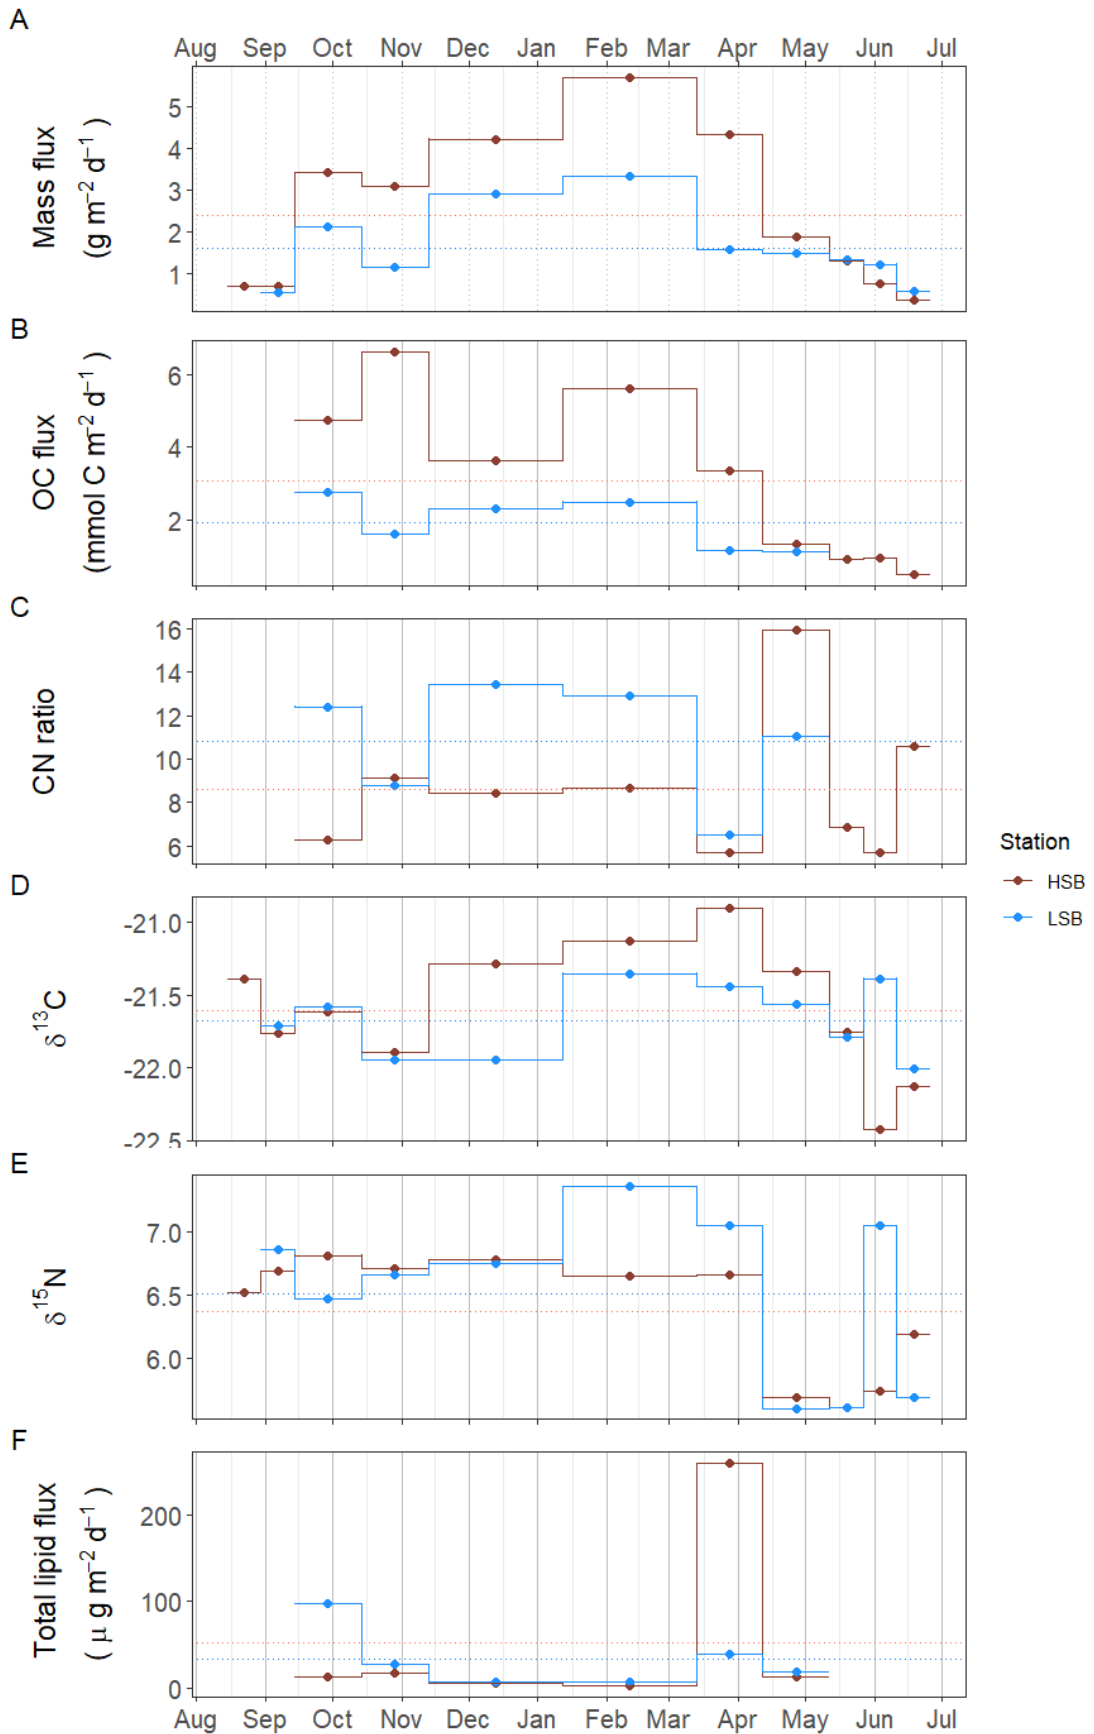 A
Aug Sep Oct Nov Dec Jan Feb Mar Apr May Jun Jul
Mass flux
(g m⁻² d⁻¹)
5
4
3
2
1
B
OC flux
(mmol C m⁻² d⁻¹)
6
4
2
C
CN ratio
16
14
12
10
8
6
Station
HSB
LSB
D
δ¹³C
-21.0
-21.5
-22.0
-22.5
E
δ¹⁵N
7.0
6.5
6.0
F
Total lipid flux
( μ g m⁻² d⁻¹ )
200
100
0
Aug Sep Oct Nov Dec Jan Feb Mar Apr May Jun Jul